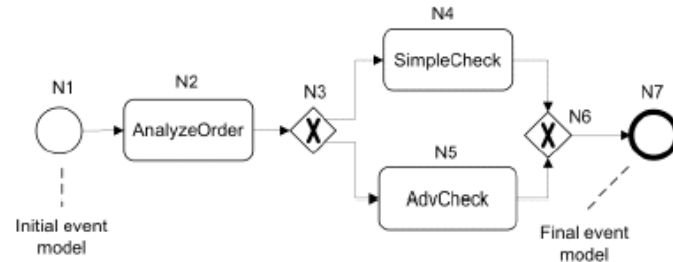 N1
N2
AnalyzeOrder
N3
X
N4
SimpleCheck
N5
AdvCheck
N6
X
N7
Initial event
model
Final event
model